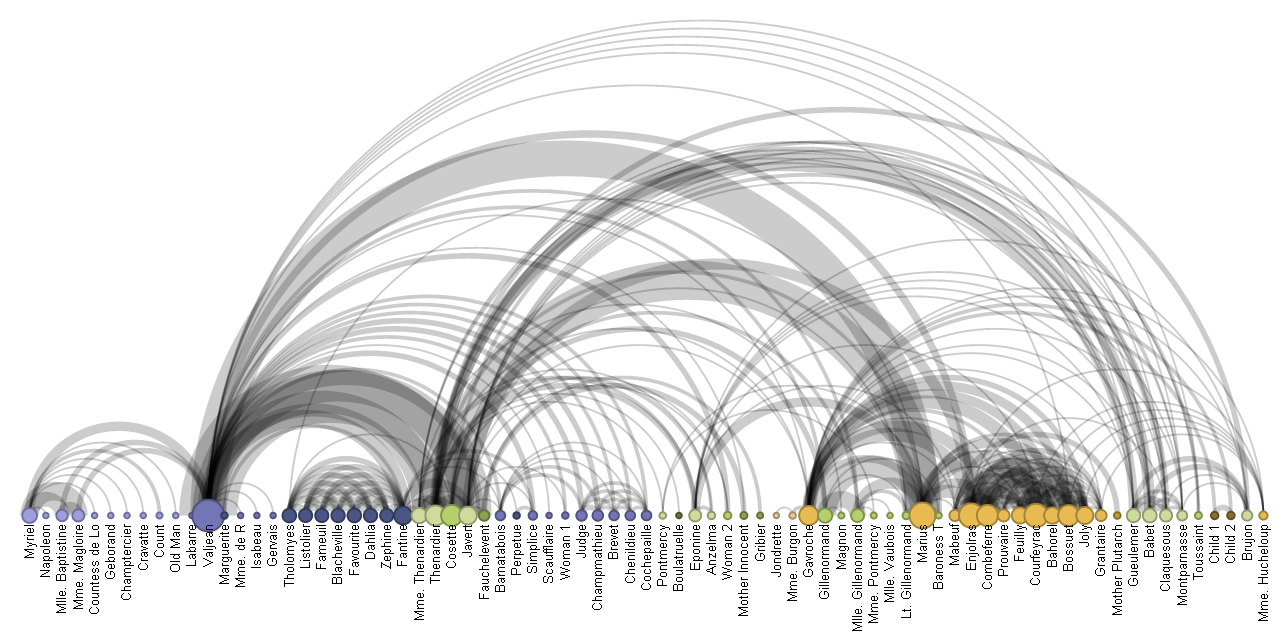 Myriel
Napoleon
Mlle. Baptistine
Mme. Magloire
Countess de Lo
Geborand
Champtercier
Cravatte
Count
Old Man
Labarre
Valjean
Marguerite
Mme. de R
Isabeau
Gervais
Tholomyes
Listolier
Fameuil
Blacheville
Favourite
Dahlia
Zephine
Fantine
Mme. Thenardier
Thenardier
Cosette
Javert
Fauchelevent
Bamatabois
Perpetue
Simplice
Scaufflaire
Woman 1
Judge
Champmathieu
Brevet
Chenildieu
Cochepaille
Pontmercy
Boulatruelle
Eponine
Anzelma
Woman 2
Mother Innocent
Gribier
Jondrette
Mme. Burgon
Gavroche
Gillenormand
Magnon
Mlle. Gillenormand
Mme. Pontmercy
Mlle. Vaubois
Lt. Gillenormand
Marius
Baroness T
Mabeuf
Enjolras
Combeferre
Prouvaire
Feuilly
Courfeyrac
Bahorel
Bossuet
Joly
Grantaire
Mother Plutarch
Gueulemer
Babet
Claquesous
Montparnasse
Toussaint
Child 1
Child 2
Brujon
Mme. Hucheloup